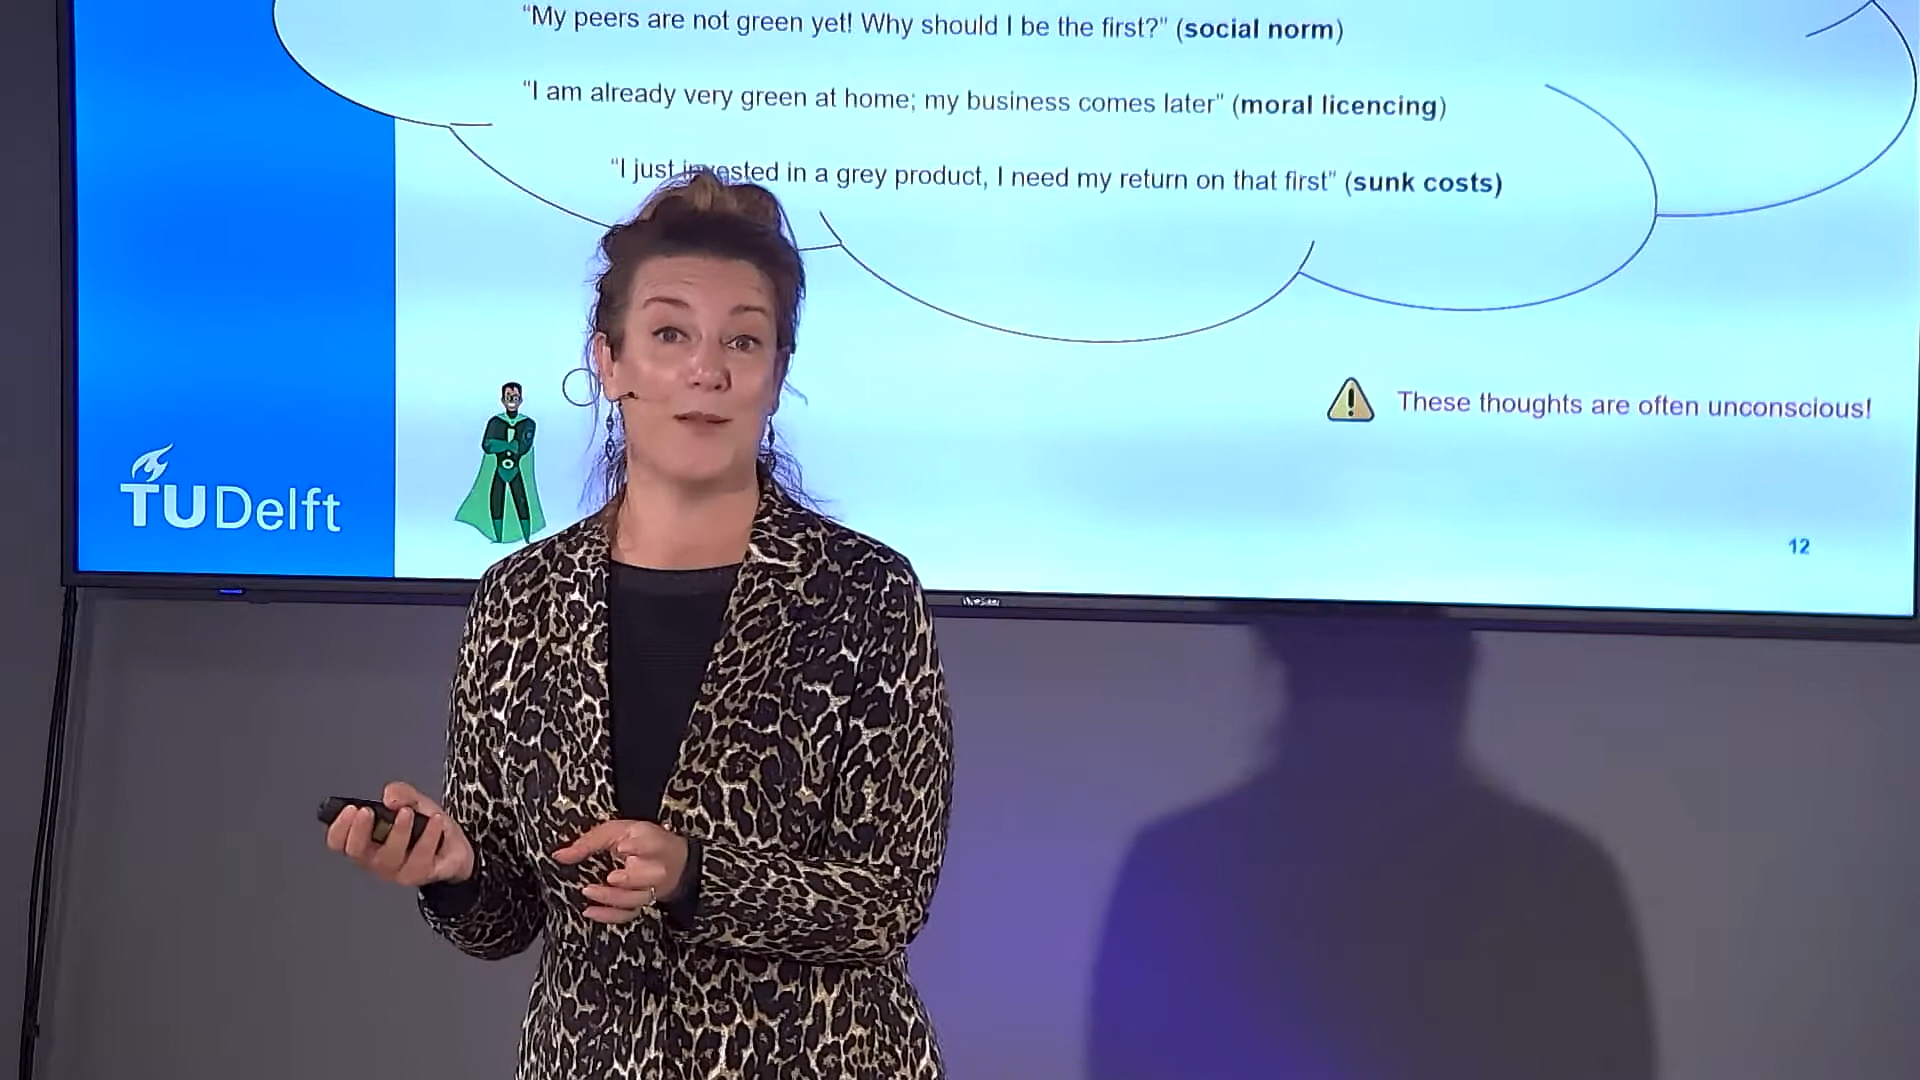 “My peers are not green yet! Why should I be the first?” (social norm)
“I am already very green at home; my business comes later” (moral licencing)
“I just invested in a grey product, I need my return on that first” (sunk costs)
These thoughts are often unconscious!
TUDelft
12